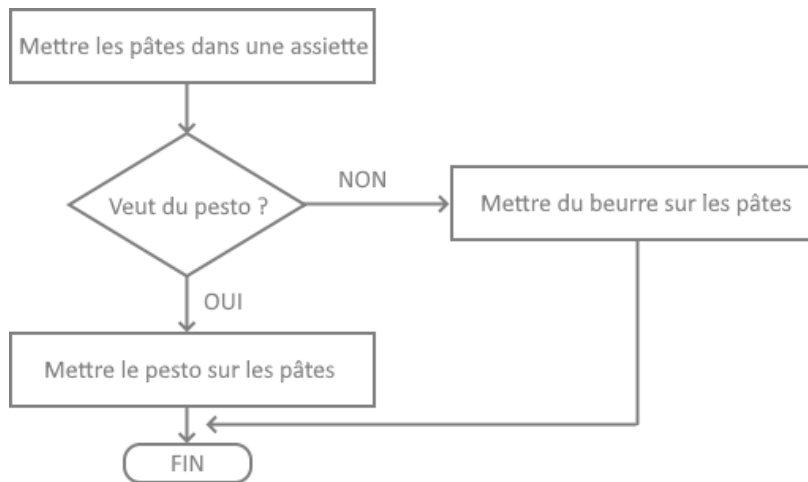 Mettre les pâtes dans une assiette
Veut du pesto ?
NON
Mettre du beurre sur les pâtes
OUI
Mettre le pesto sur les pâtes
FIN